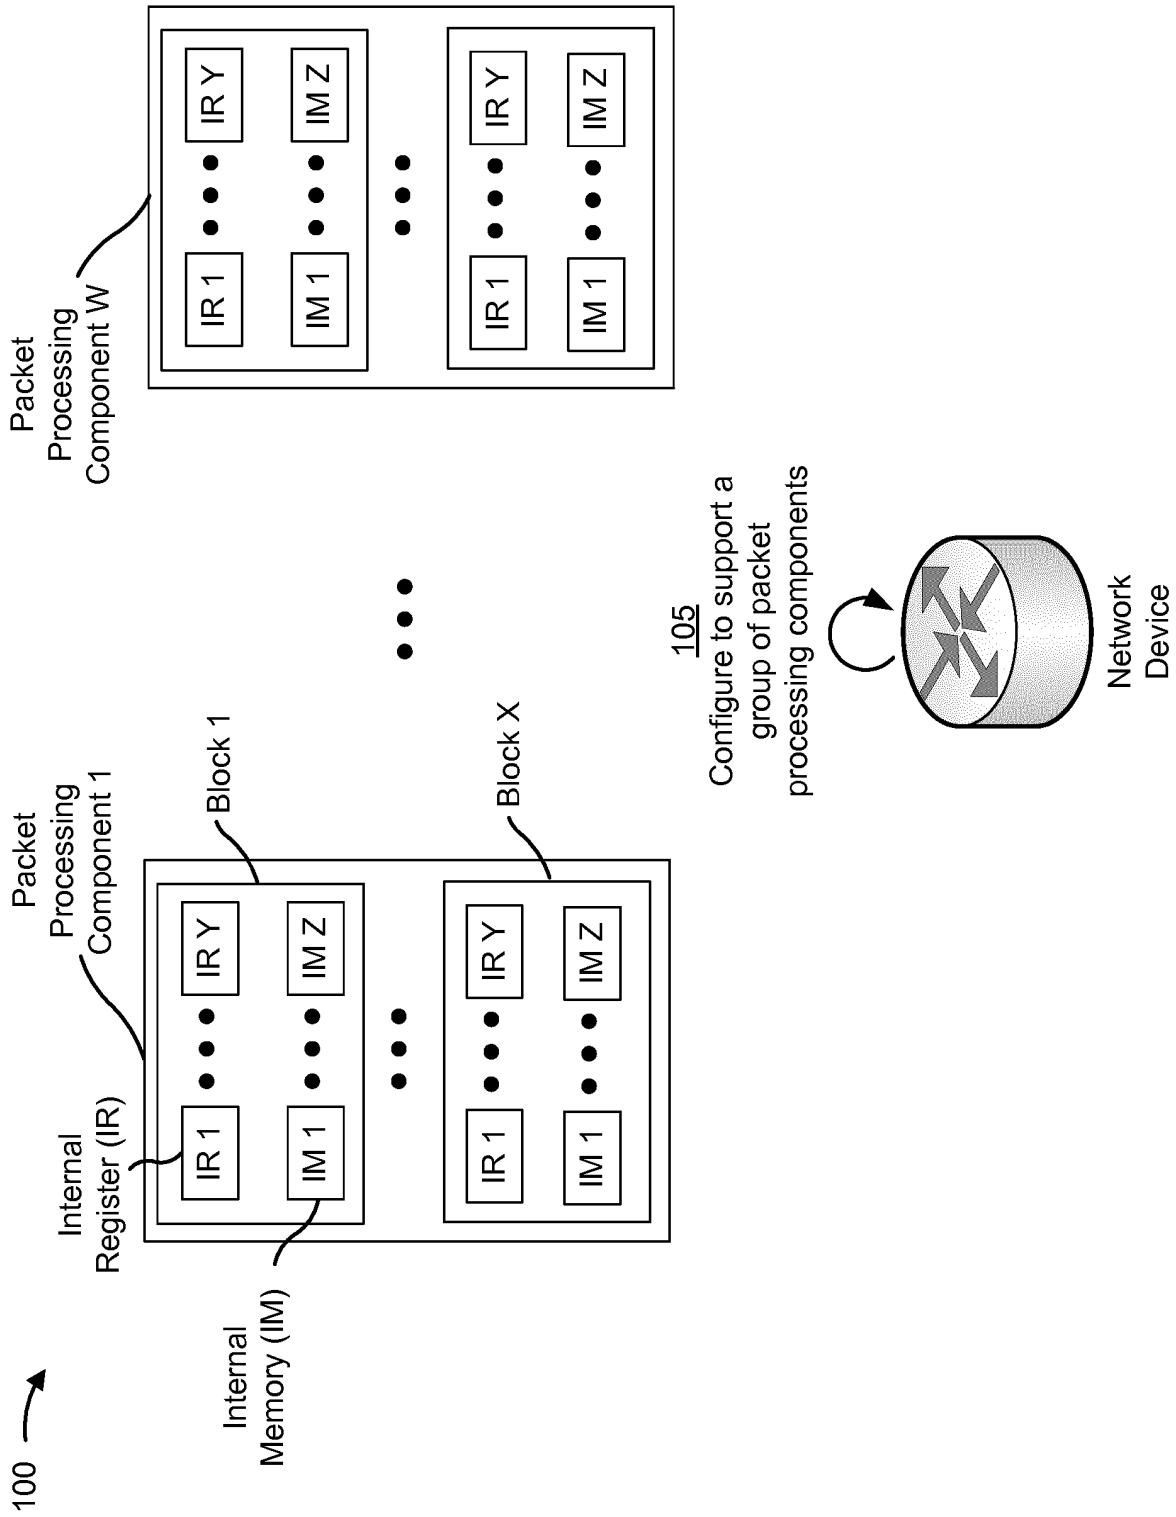 100
Packet
Processing
Component 1
Packet
Processing
Component W
Internal
Register (IR)
Internal
Memory (IM)
Block 1
Block X
IR 1
IR Y
IM 1
IM Z
IR 1
IR Y
IM 1
IM Z
IR 1
IR Y
IM 1
IM Z
IR 1
IR Y
IM 1
IM Z
105
Configure to support a
group of packet
processing components
Network
Device